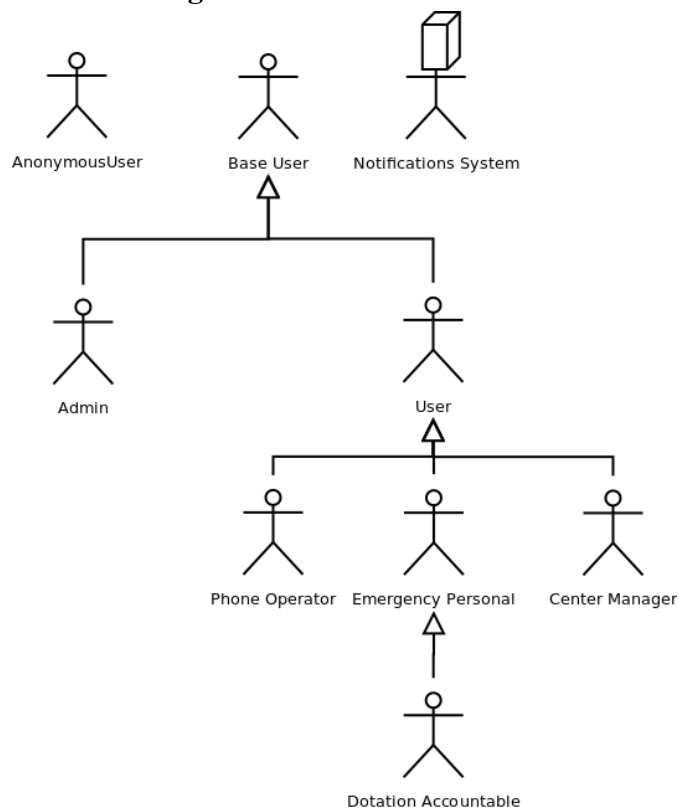 AnonymousUser
Base User
Notifications System
Admin
User
Phone Operator
Emergency Personal
Center Manager
Dotation Accountable